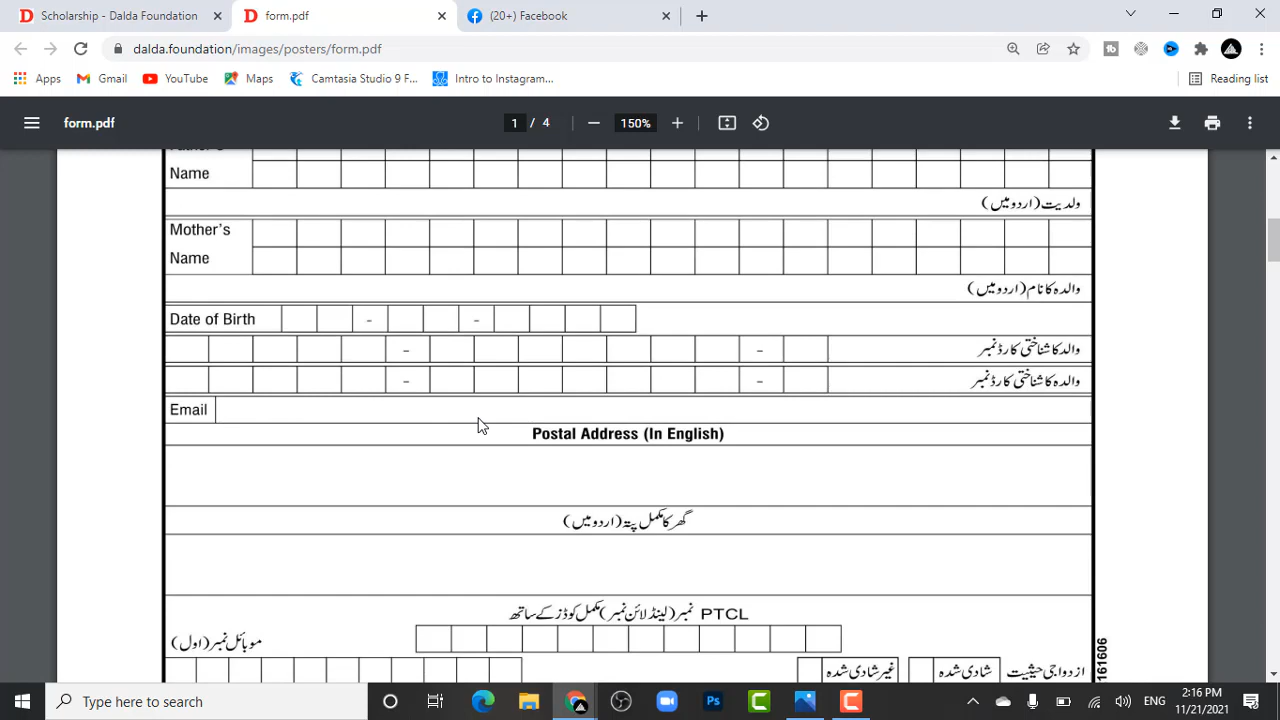 Scholarship - Dalda Foundation
form.pdf
(20+) Facebook
dalda.foundation/images/posters/form.pdf
Apps
Gmail
YouTube
Maps
Camtasia Studio 9 F...
Intro to Instagram...
Reading list
form.pdf
1 / 4
150%
Name
ولدیت (اردو میں)
Mother's
Name
والدہ کا نام (اردو میں)
Date of Birth - -
- - والد کا شناختی کارڈ نمبر
- - والدہ کا شناختی کارڈ نمبر
Email
Postal Address (In English)
گھر کا مکمل پتہ (اردو میں)
PTCL نمبر (لینڈ لائن نمبر) مکمل کوڈز کے ساتھ
موبائل نمبر (اول)
ازدواجی حیثیت شادی شدہ غیر شادی شدہ
161606
Type here to search
Ps
ENG
2:16 PM
11/21/2021